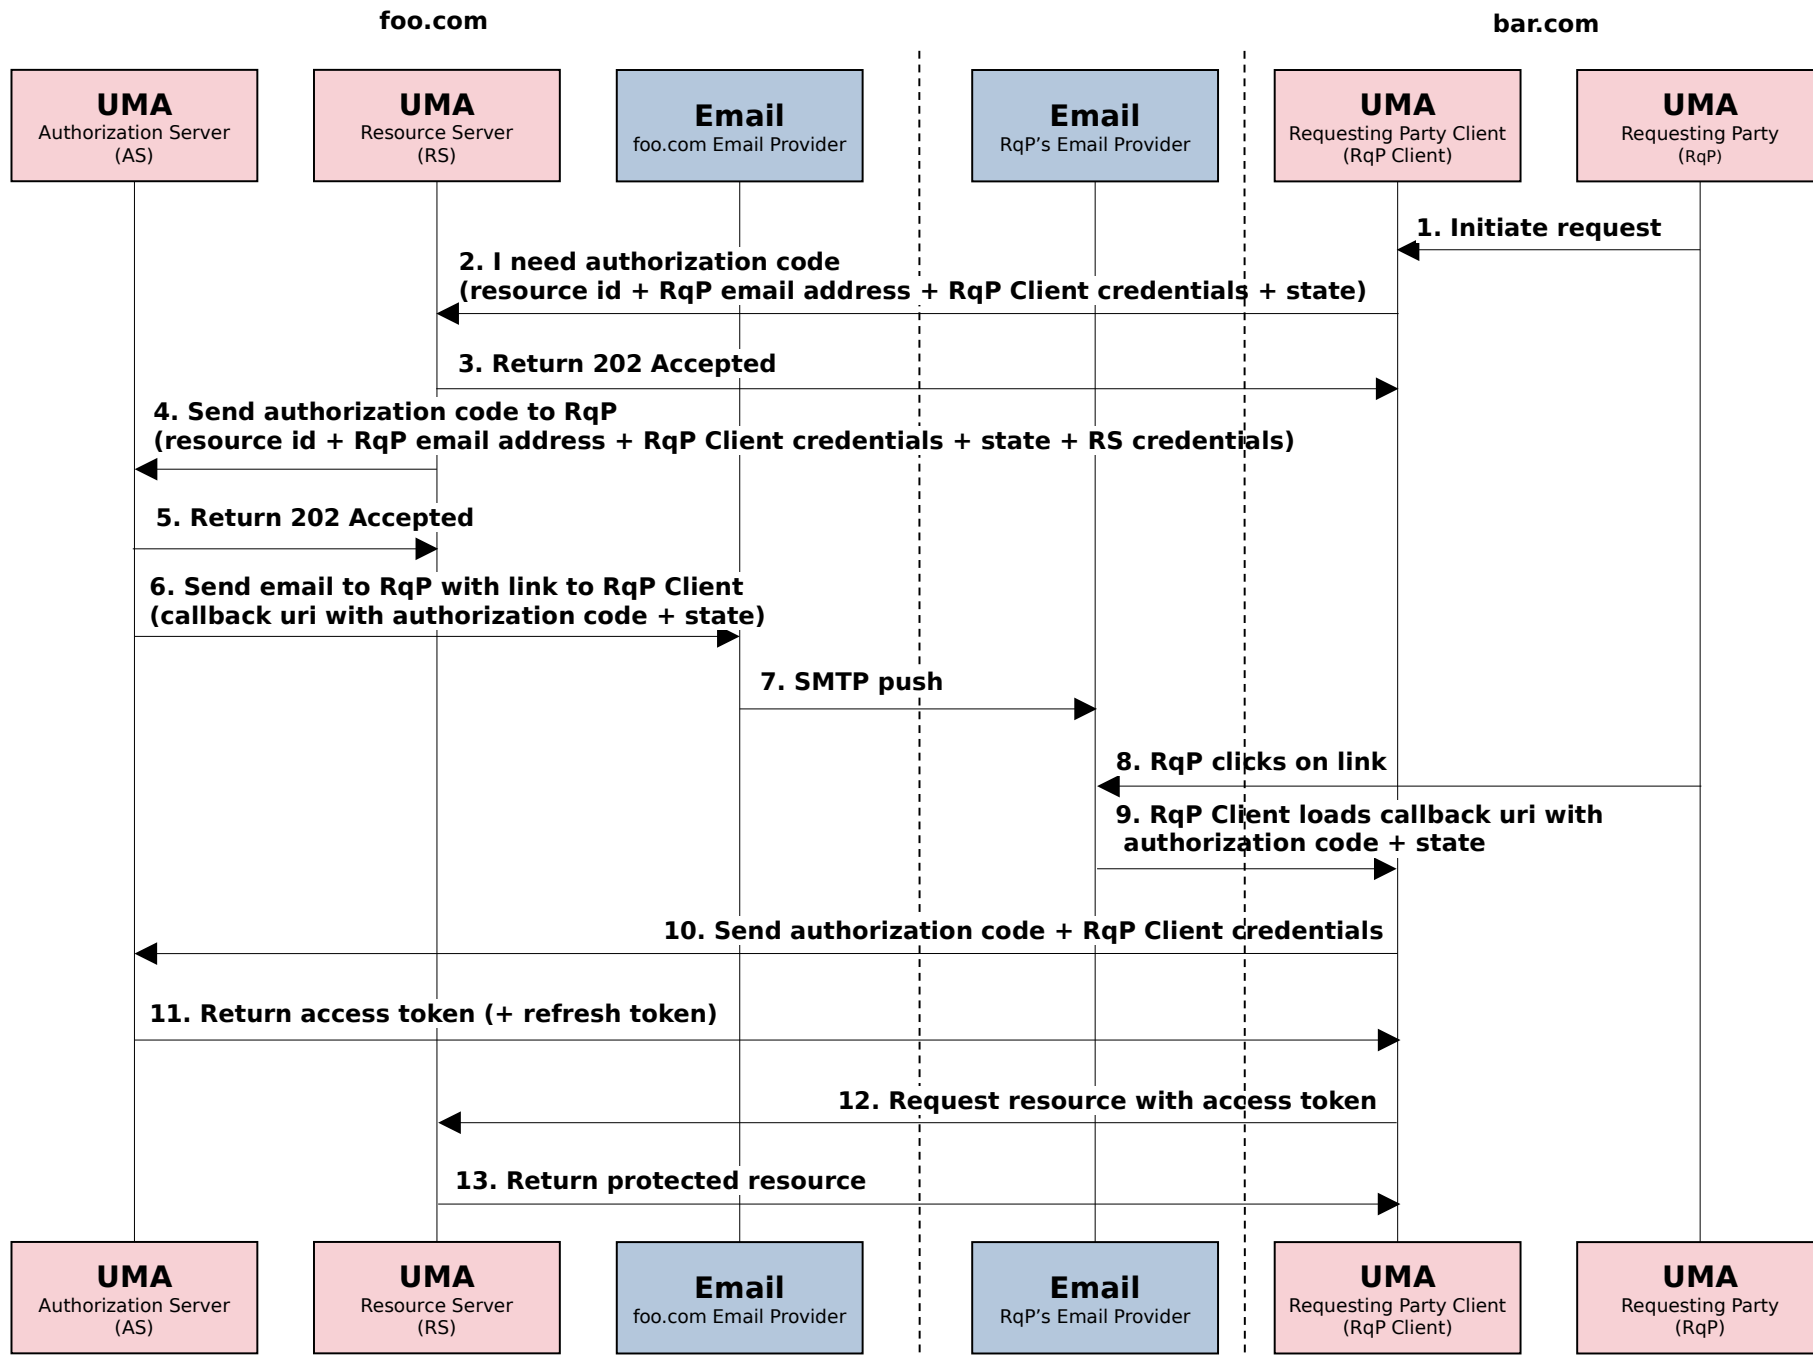 foo.com
bar.com
UMA
Authorization Server
(AS)
UMA
Resource Server
(RS)
Email
foo.com Email Provider
Email
RqP’s Email Provider
UMA
Requesting Party Client
(RqP Client)
UMA
Requesting Party
(RqP)
1. Initiate request
2. I need authorization code
(resource id + RqP email address + RqP Client credentials + state)
3. Return 202 Accepted
4. Send authorization code to RqP
(resource id + RqP email address + RqP Client credentials + state + RS credentials)
5. Return 202 Accepted
6. Send email to RqP with link to RqP Client
(callback uri with authorization code + state)
7. SMTP push
8. RqP clicks on link
9. RqP Client loads callback uri with
authorization code + state
10. Send authorization code + RqP Client credentials
11. Return access token (+ refresh token)
12. Request resource with access token
13. Return protected resource
UMA
Authorization Server
(AS)
UMA
Resource Server
(RS)
Email
foo.com Email Provider
Email
RqP’s Email Provider
UMA
Requesting Party Client
(RqP Client)
UMA
Requesting Party
(RqP)